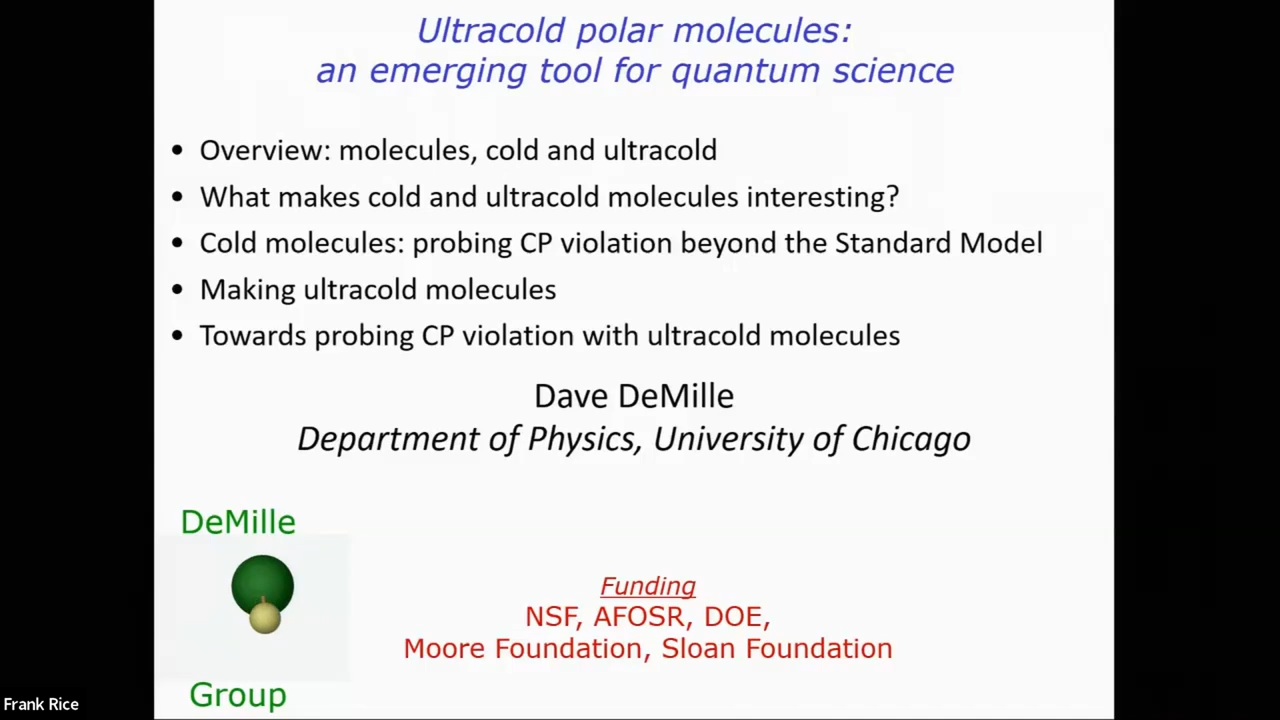 Ultracold polar molecules:
an emerging tool for quantum science
• Overview: molecules, cold and ultracold
• What makes cold and ultracold molecules interesting?
• Cold molecules: probing CP violation beyond the Standard Model
• Making ultracold molecules
• Towards probing CP violation with ultracold molecules
Dave DeMille
Department of Physics, University of Chicago
DeMille
Group
Funding
NSF, AFOSR, DOE,
Moore Foundation, Sloan Foundation
Frank Rice